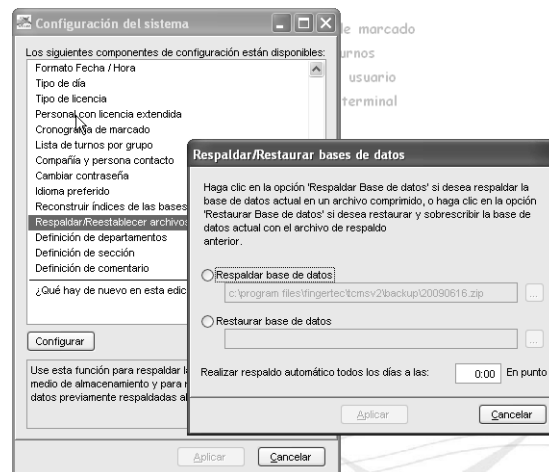 Configuración del sistema
Los siguientes componentes de configuración están disponibles:
Formato Fecha / Hora
Tipo de día
Tipo de licencia
Personal con licencia extendida
Cronografía de marcado
Lista de turnos por grupo
Compañía y persona contacto
Cambiar contraseña
Idioma preferido
Reconstruir índices de las bases
Respaldar/Reestablecer archivos
Definición de departamentos
Definición de sección
Definición de comentario
¿Qué hay de nuevo en esta edic
Configurar
Use esta función para respaldar l
medio de almacenamiento y para r
datos previamente respaldadas al
Aplicar
Cancelar
de marcado
urnos
usuario
terminal
Respaldar/Restaurar bases de datos
Haga clic en la opción 'Respaldar Base de datos' si desea respaldar la
base de datos actual en un archivo comprimido, o haga clic en la opción
'Restaurar Base de datos' si desea restaurar y sobrescribir la base de
datos actual con el archivo de respaldo
anterior.
Respaldar base de datos
c:\program files\fingertec\tcmsv2\backup\20090616.zip
...
Restaurar base de datos
...
Realizar respaldo automático todos los días a las:
0:00
En punto
Aplicar
Cancelar